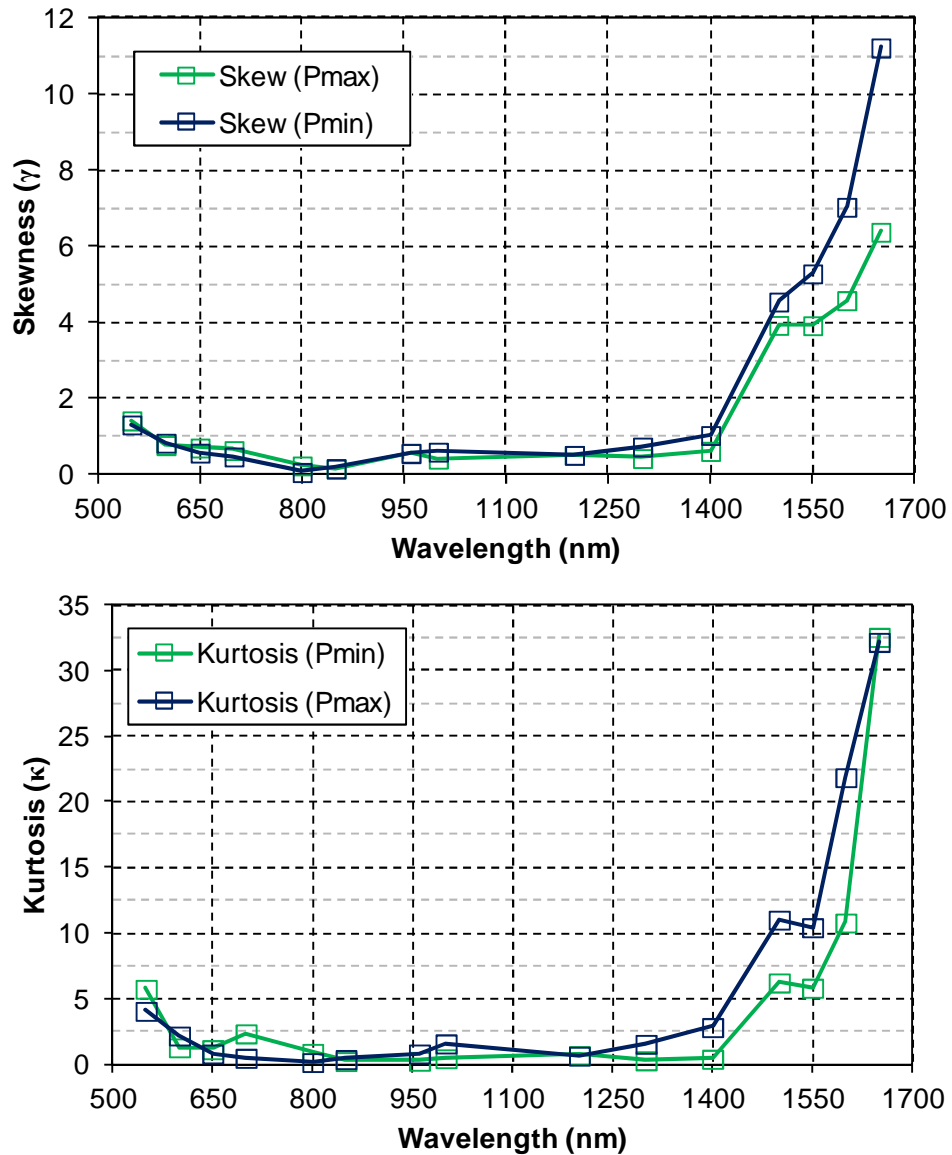 12
10
8
6
4
2
0
Skewness (γ)
Skew (Pmax)
Skew (Pmin)
500 650 800 950 1100 1250 1400 1550 1700
Wavelength (nm)
35
30
25
20
15
10
5
0
Kurtosis (κ)
Kurtosis (Pmin)
Kurtosis (Pmax)
500 650 800 950 1100 1250 1400 1550 1700
Wavelength (nm)